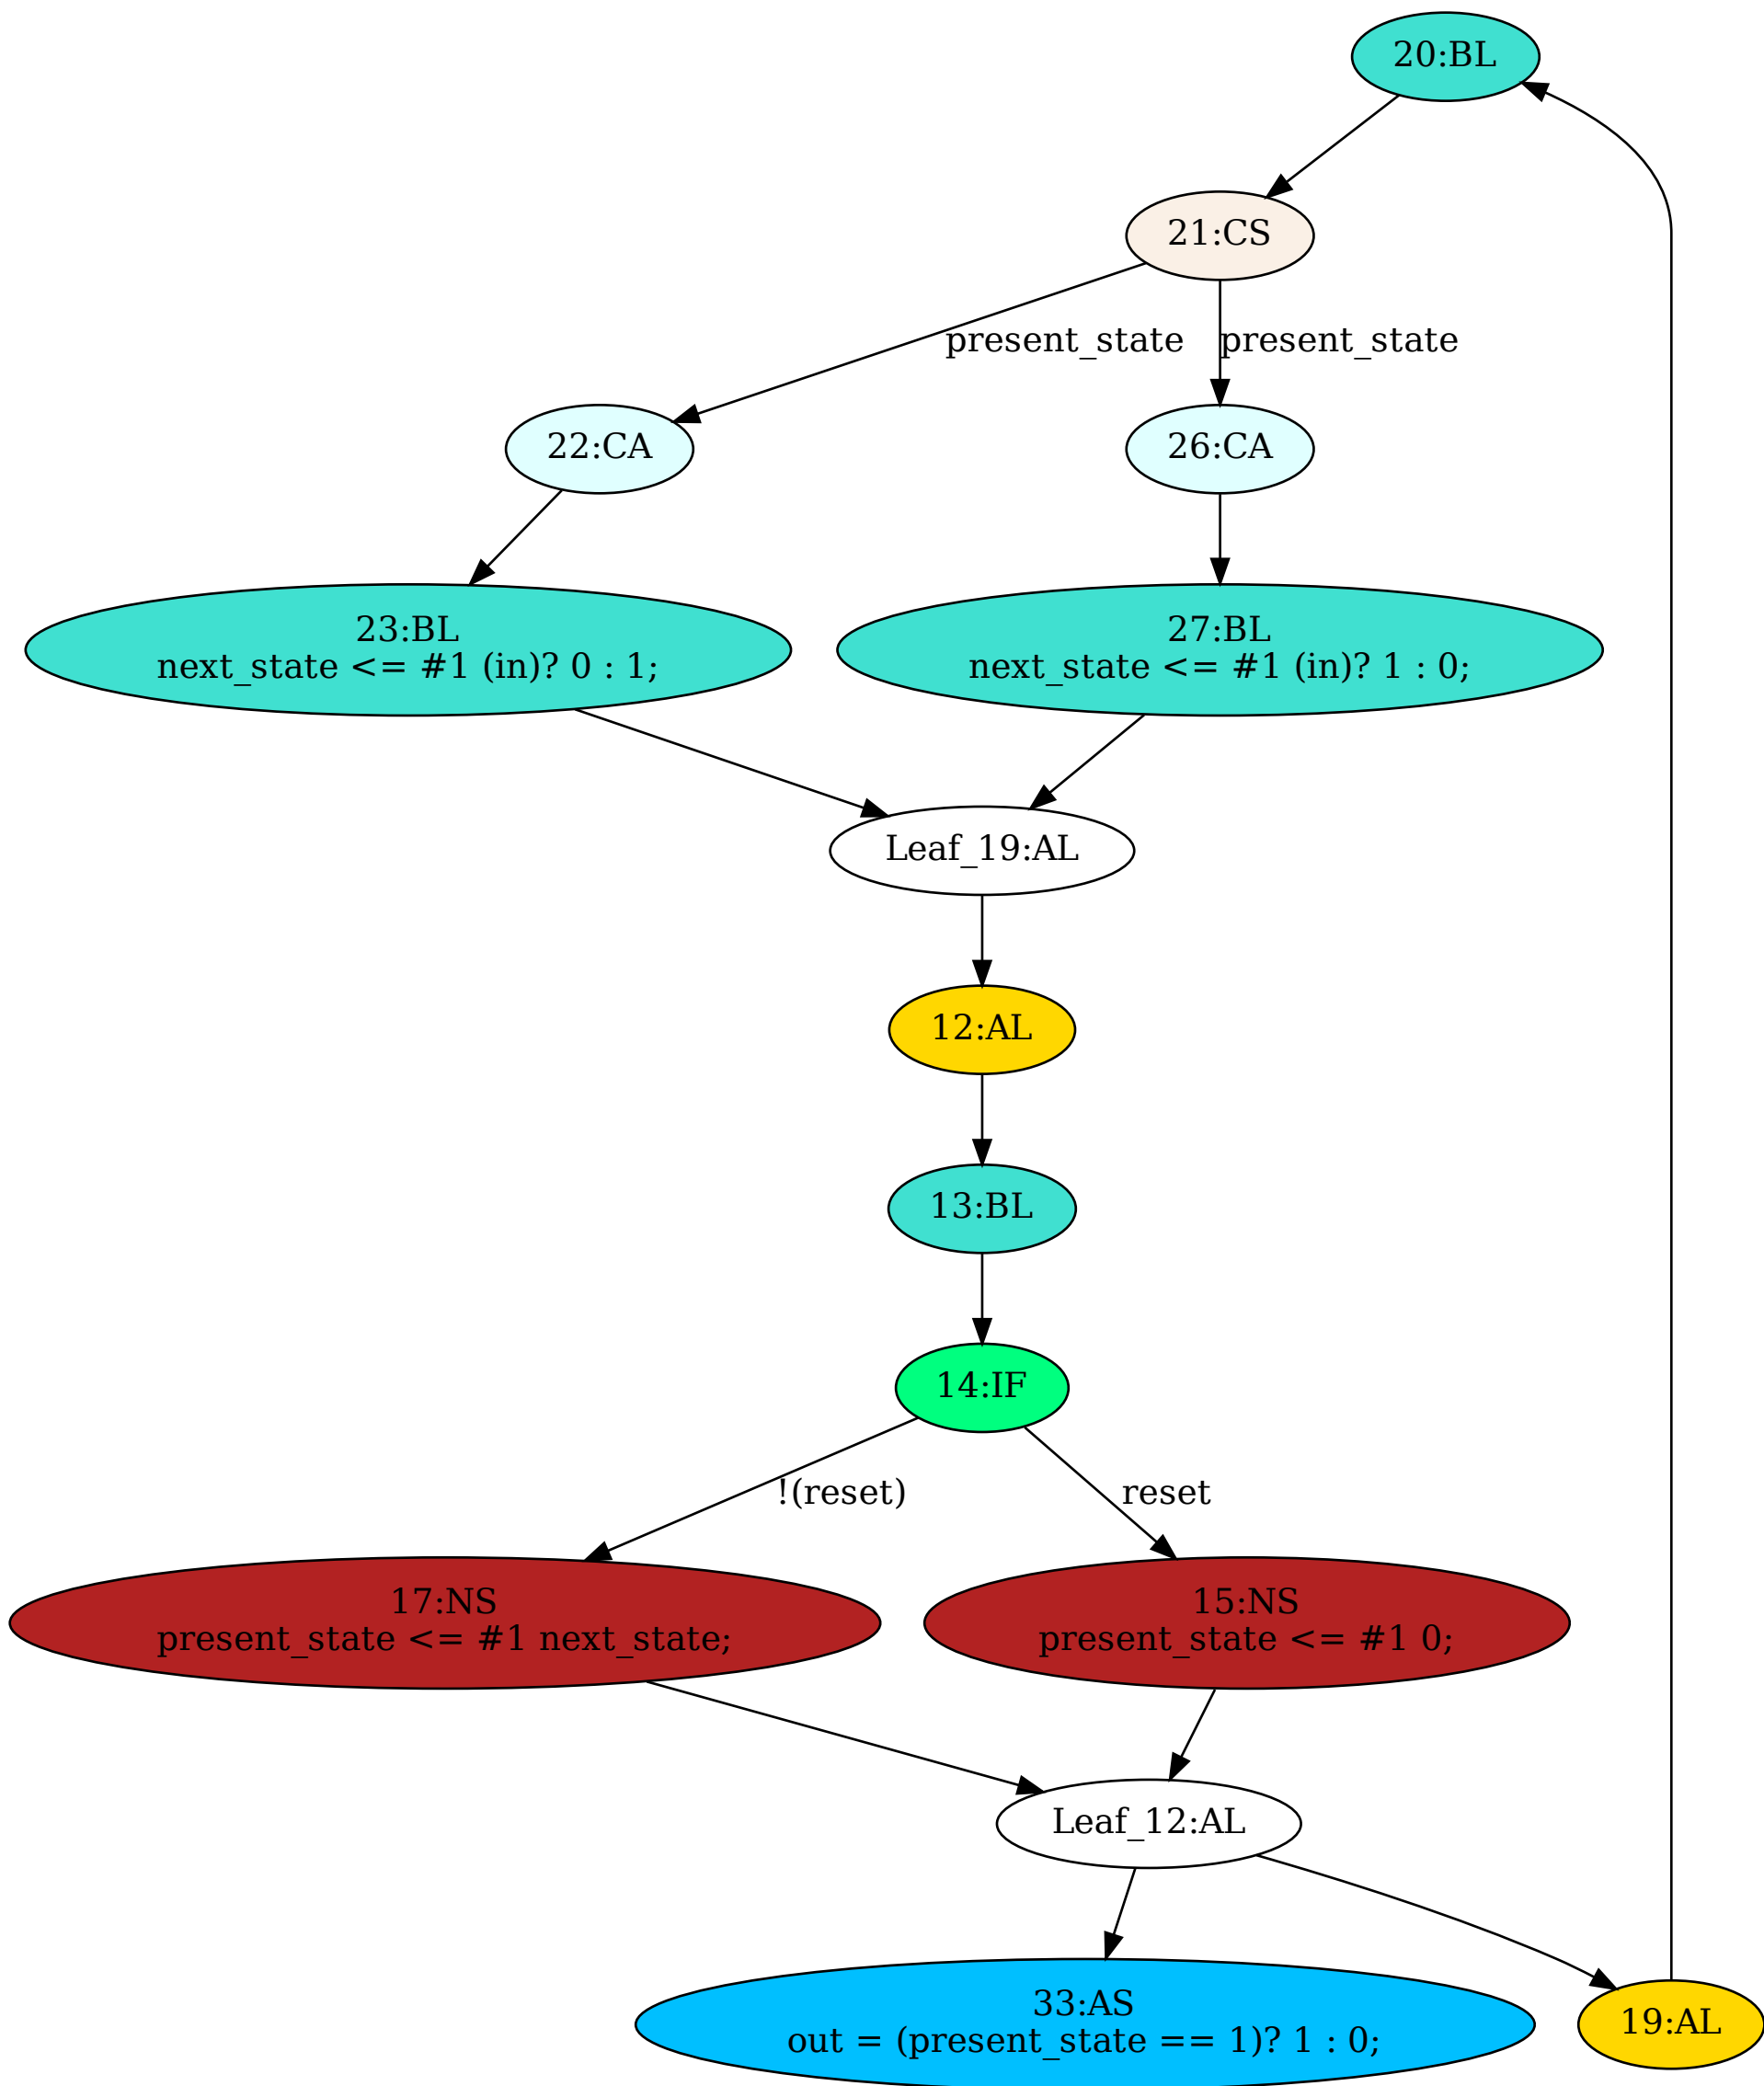 20:BL
21:CS
present_state
present_state
22:CA
26:CA
23:BL
next_state <= #1 (in)? 0 : 1;
27:BL
next_state <= #1 (in)? 1 : 0;
Leaf_19:AL
12:AL
13:BL
14:IF
!(reset)
reset
17:NS
present_state <= #1 next_state;
15:NS
present_state <= #1 0;
Leaf_12:AL
33:AS
out = (present_state == 1)? 1 : 0;
19:AL